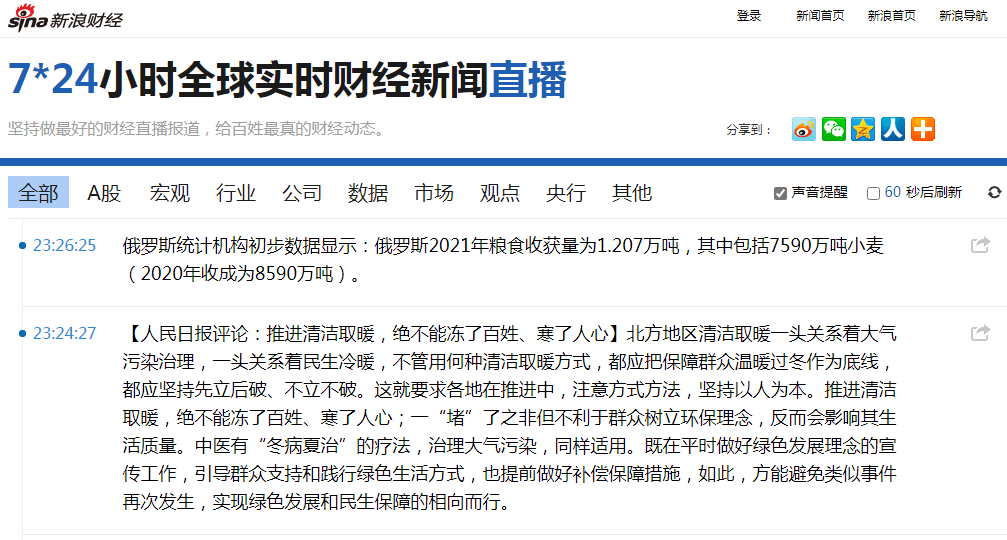 sina新浪财经
登录 新闻首页 新浪首页 新浪导航
7*24小时全球实时财经新闻直播
坚持做最好的财经直播报道，给百姓最真的财经动态。
分享到：
全部 A股 宏观 行业 公司 数据 市场 观点 央行 其他
声音提醒 60 秒后刷新
23:26:25 俄罗斯统计机构初步数据显示：俄罗斯2021年粮食收获量为1.207万吨，其中包括7590万吨小麦
（2020年收成为8590万吨）。
23:24:27 【人民日报评论：推进清洁取暖，绝不能冻了百姓、寒了人心】北方地区清洁取暖一头关系着大气
污染治理，一头关系着民生冷暖，不管用何种清洁取暖方式，都应把保障群众温暖过冬作为底线，
都应坚持先立后破、不立不破。这就要求各地在推进中，注意方式方法，坚持以人为本。推进清洁
取暖，绝不能冻了百姓、寒了人心；一“堵”了之非但不利于群众树立环保理念，反而会影响其生
活质量。中医有“冬病夏治”的疗法，治理大气污染，同样适用。既在平时做好绿色发展理念的宣
传工作，引导群众支持和践行绿色生活方式，也提前做好补偿保障措施，如此，方能避免类似事件
再次发生，实现绿色发展和民生保障的相向而行。